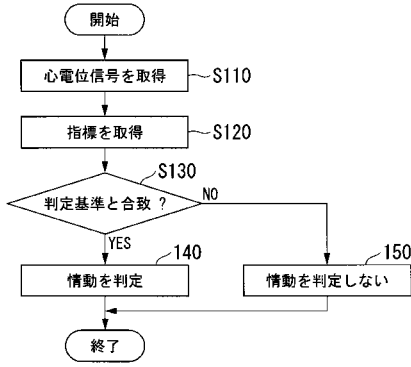 開始
心電位信号を取得
S110
指標を取得
S120
S130
判定基準と合致 ?
NO
YES
140
情動を判定
150
情動を判定しない
終了